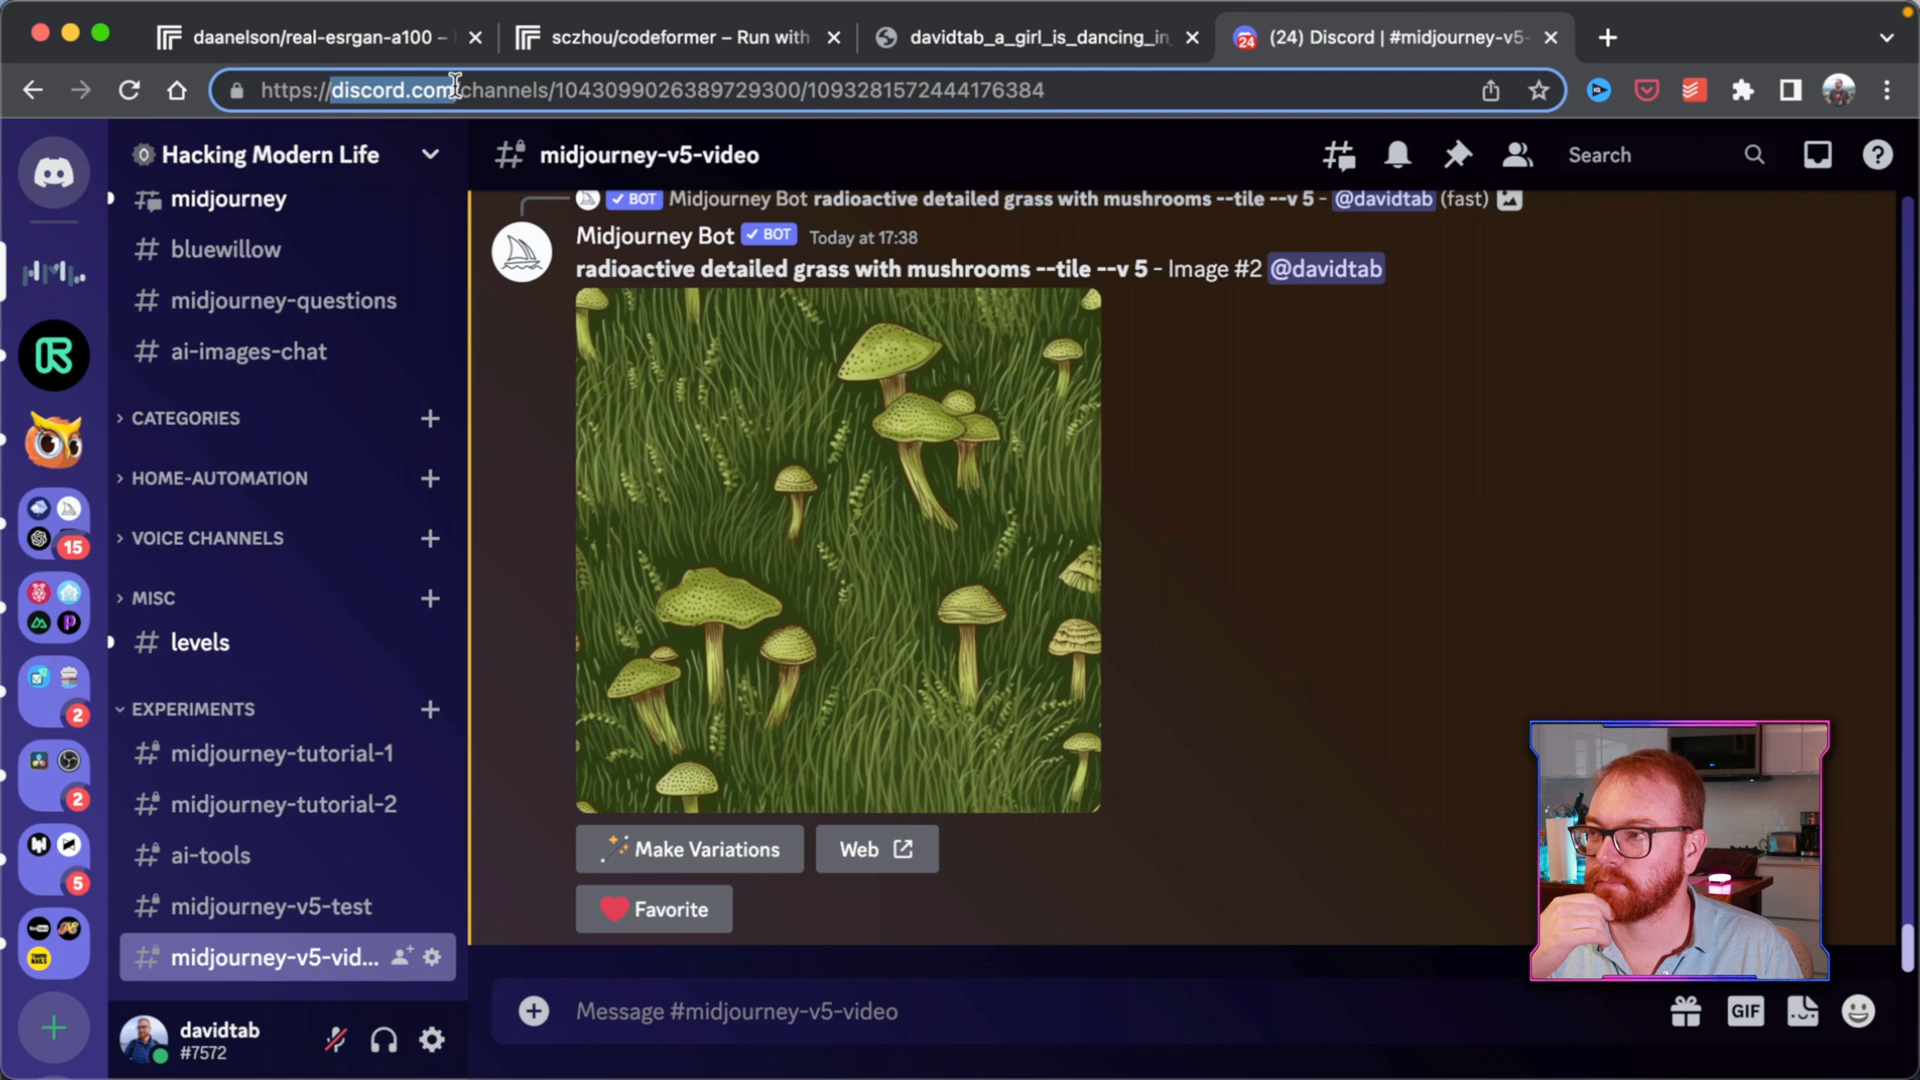 daanelson/real-esrgan-a100 –
sczhou/codeformer – Run with
davidtab_a_girl_is_dancing_in
24
(24) Discord | #midjourney-v5-
https://discord.com/channels/1043099026389729300/1093281572444176384
Hacking Modern Life
midjourney
bluewillow
midjourney-questions
ai-images-chat
CATEGORIES
HOME-AUTOMATION
VOICE CHANNELS
MISC
levels
EXPERIMENTS
midjourney-tutorial-1
midjourney-tutorial-2
ai-tools
midjourney-v5-test
midjourney-v5-vid...
davidtab
#7572
15
2
2
5
midjourney-v5-video
Search
BOT Midjourney Bot radioactive detailed grass with mushrooms --tile --v 5 - @davidtab (fast)
Midjourney Bot BOT Today at 17:38
radioactive detailed grass with mushrooms --tile --v 5 - Image #2 @davidtab
Make Variations
Web
Favorite
Message #midjourney-v5-video
GIF